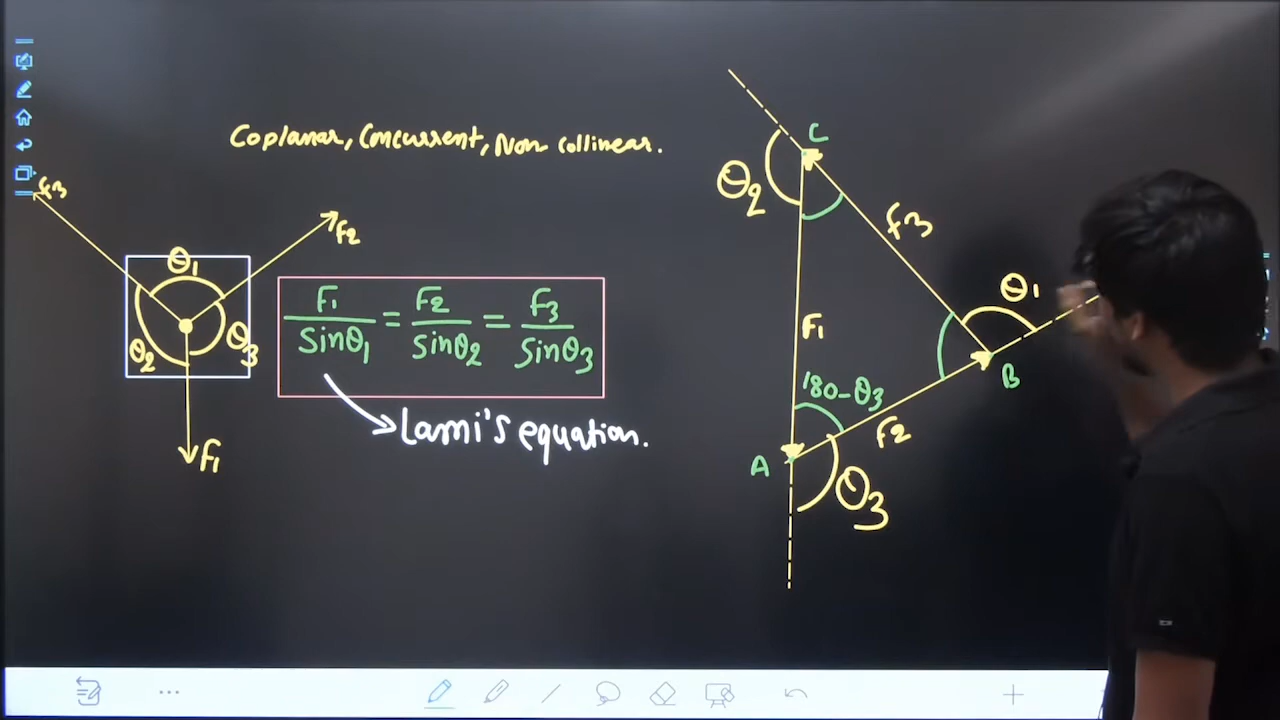 Coplanar, Concurrent, Non collinear.
f3
f2
θ1
θ2
θ3
F1
F1/Sinθ1 = F2/sinθ2 = F3/sinθ3
Lami's equation.
C
θ2
f3
θ1
F1
B
180-θ3
F2
A
θ3